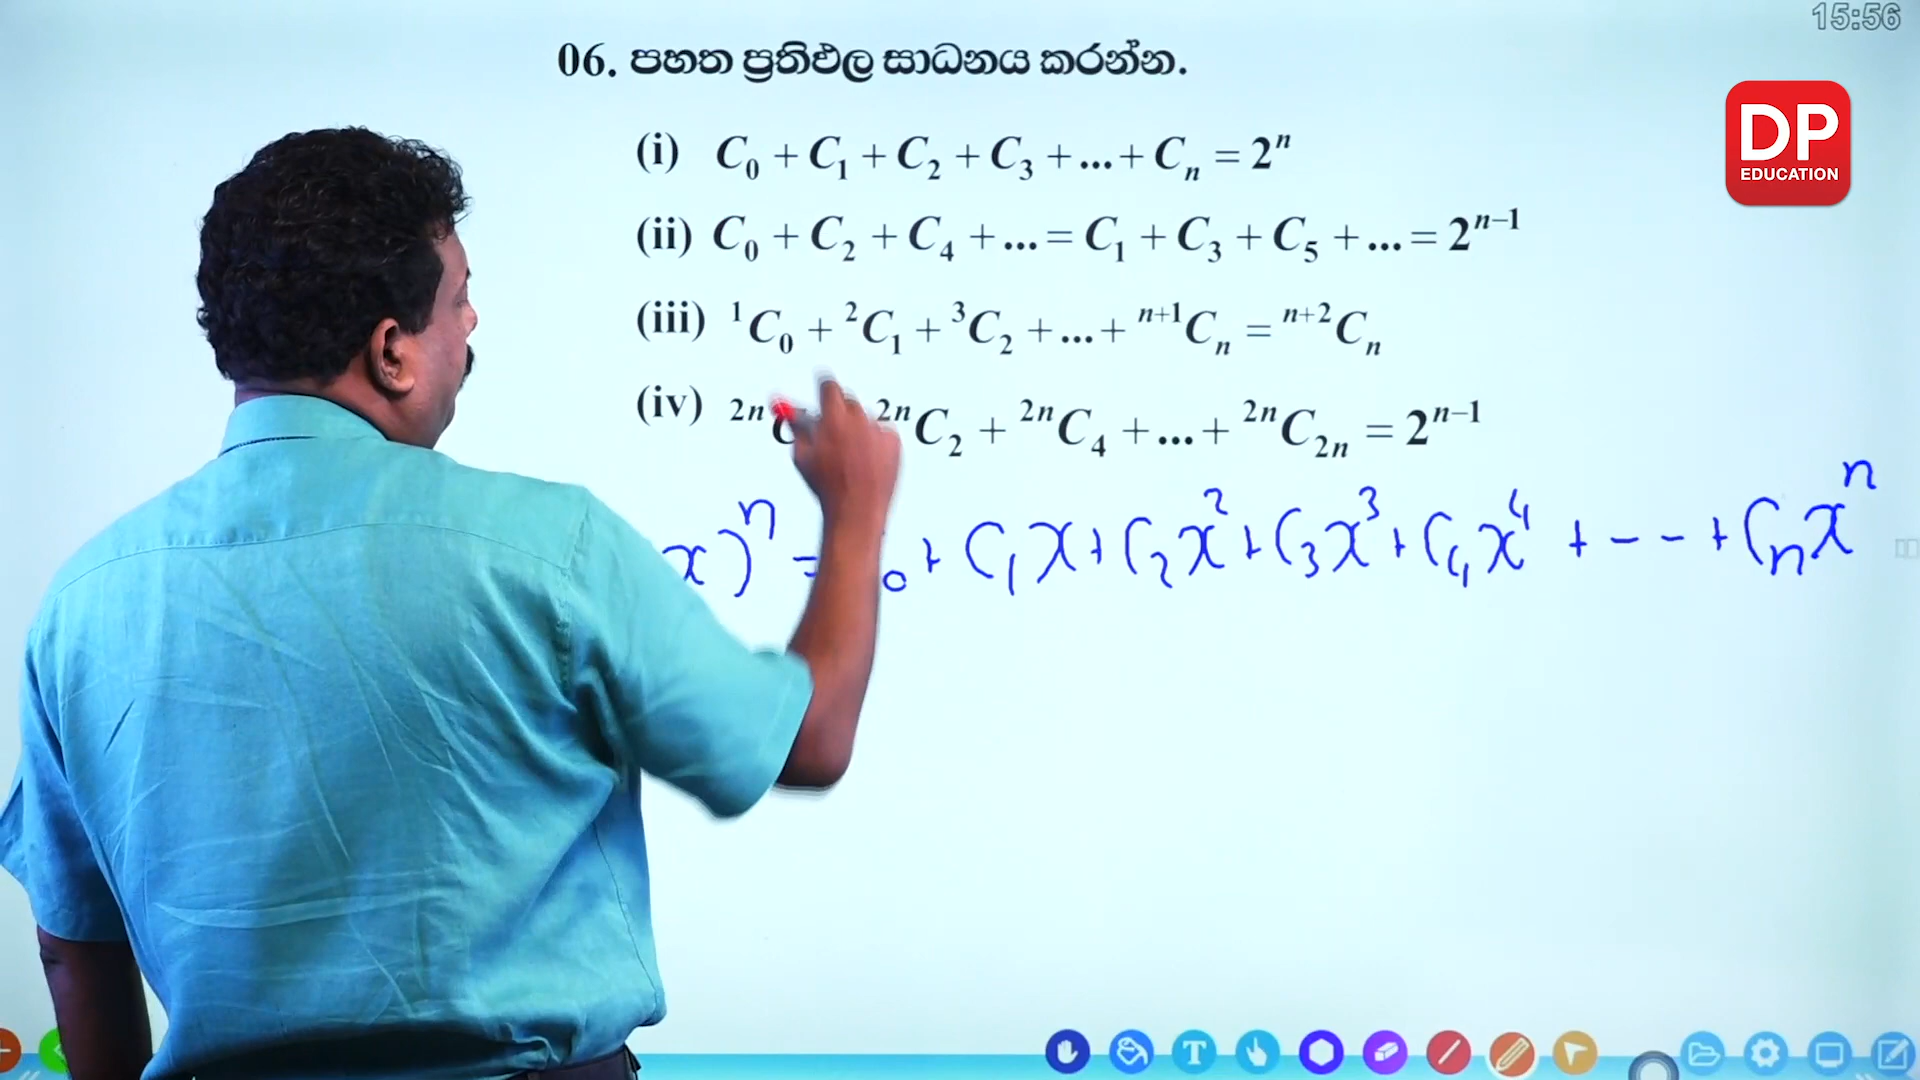 15:56
06. පහත ප්‍රතිඵල සාධනය කරන්න.
DP
EDUCATION
(i) C₀ + C₁ + C₂ + C₃ + ... + Cₙ = 2ⁿ
(ii) C₀ + C₂ + C₄ + ... = C₁ + C₃ + C₅ + ... = 2ⁿ⁻¹
(iii) ¹C₀ + ²C₁ + ³C₂ + ... + ⁿ⁺¹Cₙ = ⁿ⁺²Cₙ
(iv) ²ⁿC ²ⁿC₂ + ²ⁿC₄ + ... + ²ⁿC₂ₙ = 2ⁿ⁻¹
x)ⁿ = ₀ + C₁x + C₂x² + C₃x³ + C₄x⁴ + - - + Cₙxⁿ